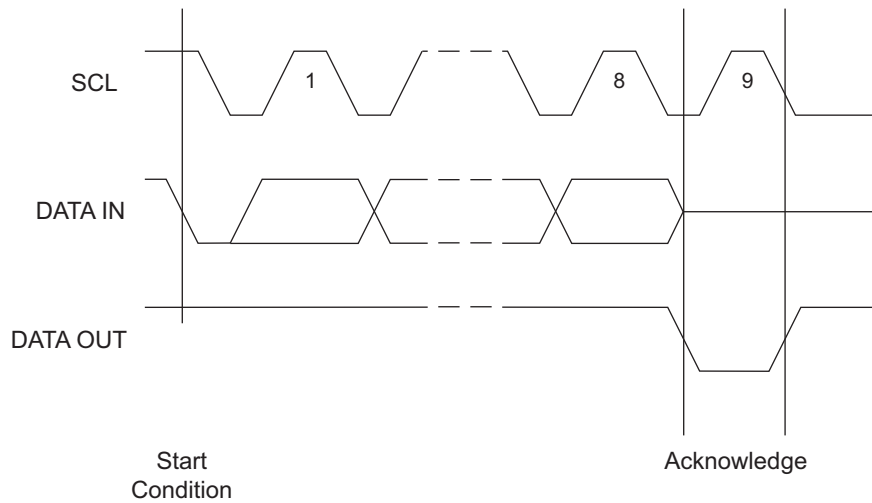 SCL
1
8
9
DATA IN
DATA OUT
Start
Condition
Acknowledge